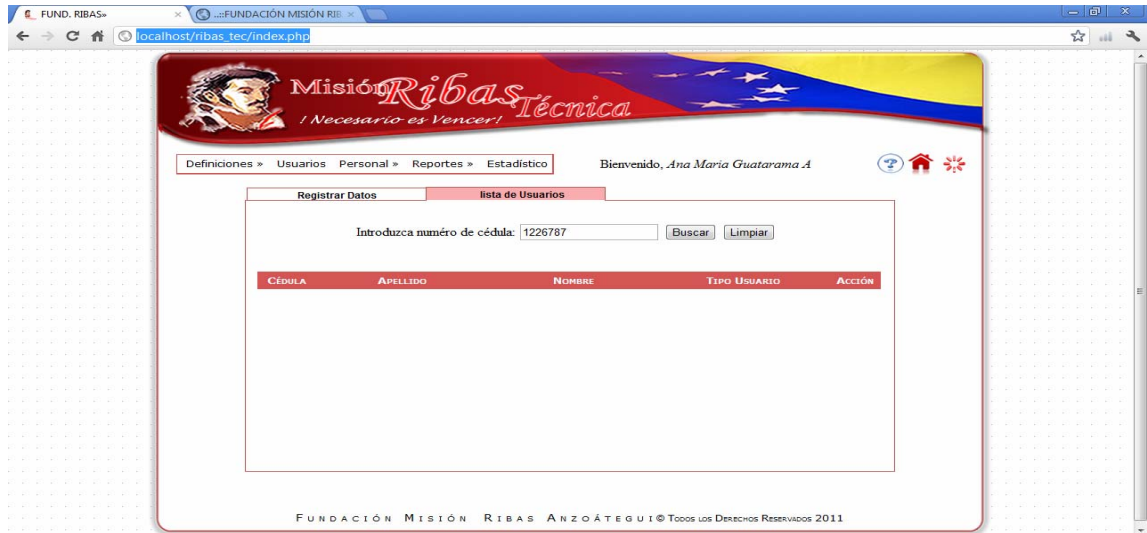 FUND. RIBAS»
..::FUNDACIÓN MISIÓN RIB
localhost/ribas_tec/index.php
Misión Ribas Técnica
! Necesario es Vencer!
Definiciones » Usuarios Personal » Reportes » Estadístico
Bienvenido, Ana Maria Guatarama A
Registrar Datos
lista de Usuarios
Introduzca numéro de cédula: 1226787 Buscar Limpiar
CÉDULA APELLIDO NOMBRE TIPO USUARIO ACCIÓN
FUNDACIÓN MISIÓN RIBAS ANZOÁTEGUI© TODOS LOS DERECHOS RESERVADOS 2011